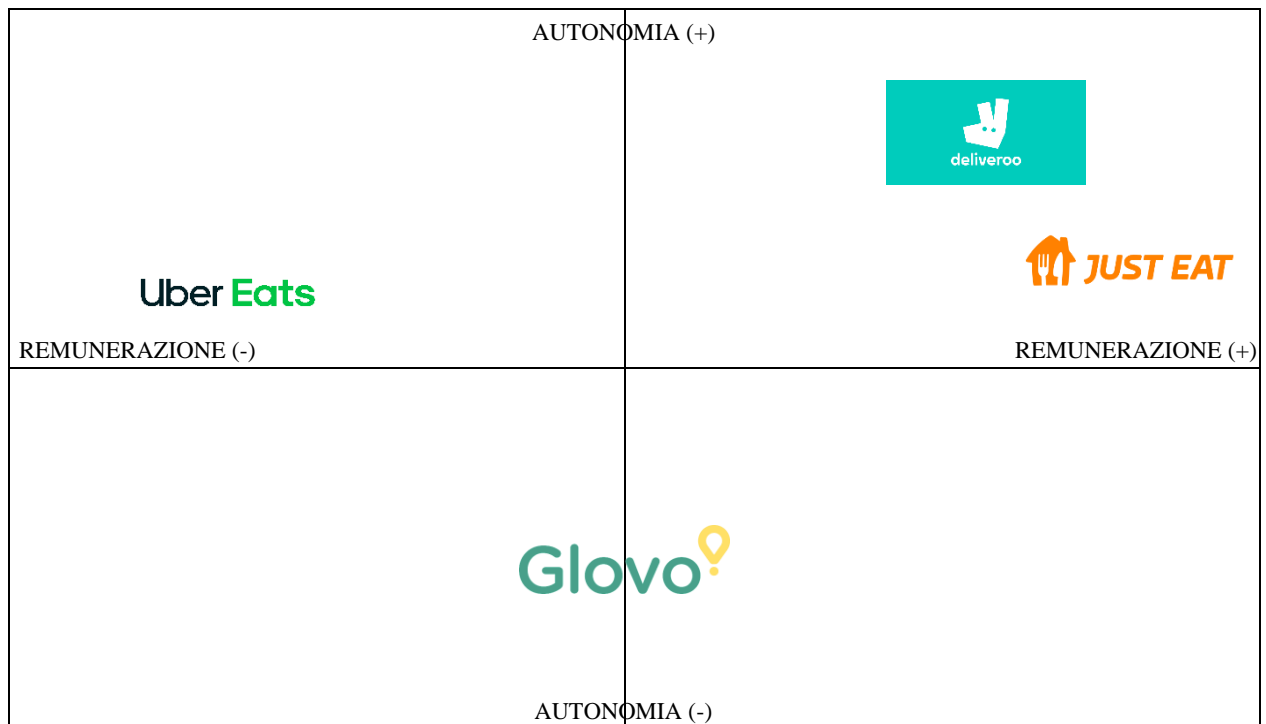 AUTONOMIA (+)
deliveroo
JUST EAT
Uber Eats
REMUNERAZIONE (-)
REMUNERAZIONE (+)
Glovo
AUTONOMIA (-)